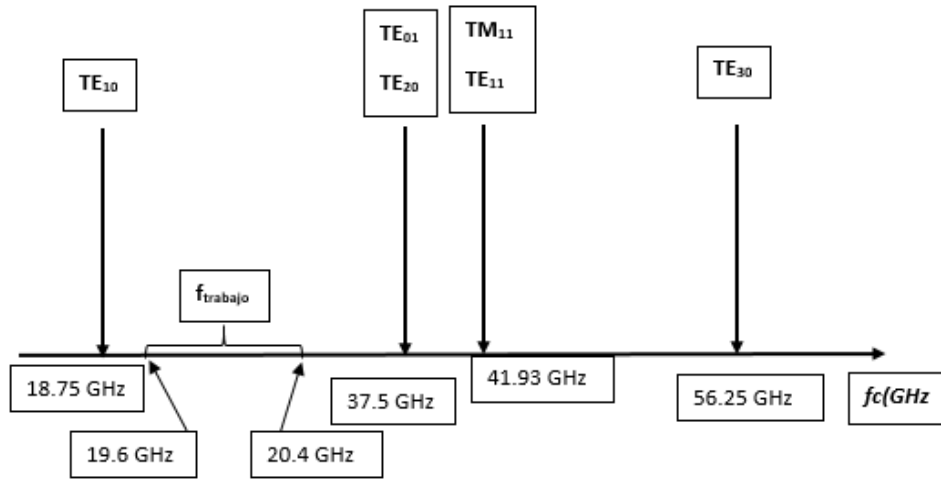 TE₀₁
TE₂₀
TM₁₁
TE₁₁
TE₁₀
TE₃₀
f_trabajo
18.75 GHz
37.5 GHz
41.93 GHz
56.25 GHz
fc(GHz
19.6 GHz
20.4 GHz